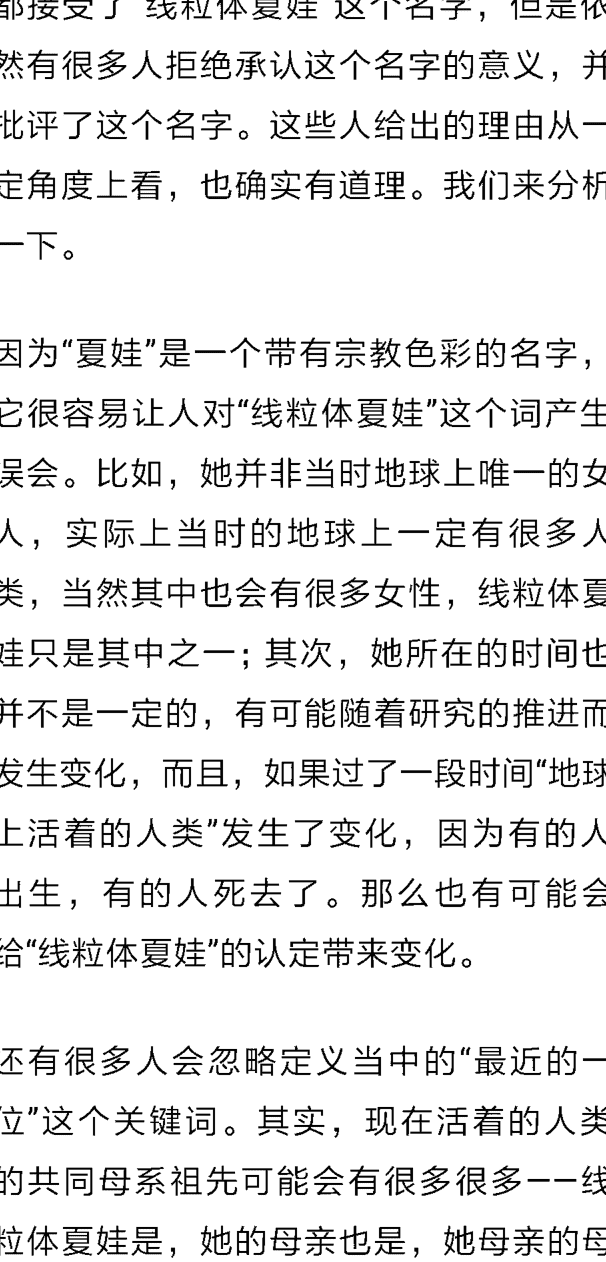 都接受了“线粒体夏娃”这个名字，但是依
然有很多人拒绝承认这个名字的意义，并
批评了这个名字。这些人给出的理由从一
定角度上看，也确实有道理。我们来分析
一下。
因为“夏娃”是一个带有宗教色彩的名字，
它很容易让人对“线粒体夏娃”这个词产生
误会。比如，她并非当时地球上唯一的女
人，实际上当时的地球上一定有很多人
类，当然其中也会有很多女性，线粒体夏
娃只是其中之一；其次，她所在的时间也
并不是一定的，有可能随着研究的推进而
发生变化，而且，如果过了一段时间“地球
上活着的人类”发生了变化，因为有的人
出生，有的人死去了。那么也有可能会
给“线粒体夏娃”的认定带来变化。
还有很多人会忽略定义当中的“最近的一
位”这个关键词。其实，现在活着的人类
的共同母系祖先可能会有很多很多——线
粒体夏娃是，她的母亲也是，她母亲的母